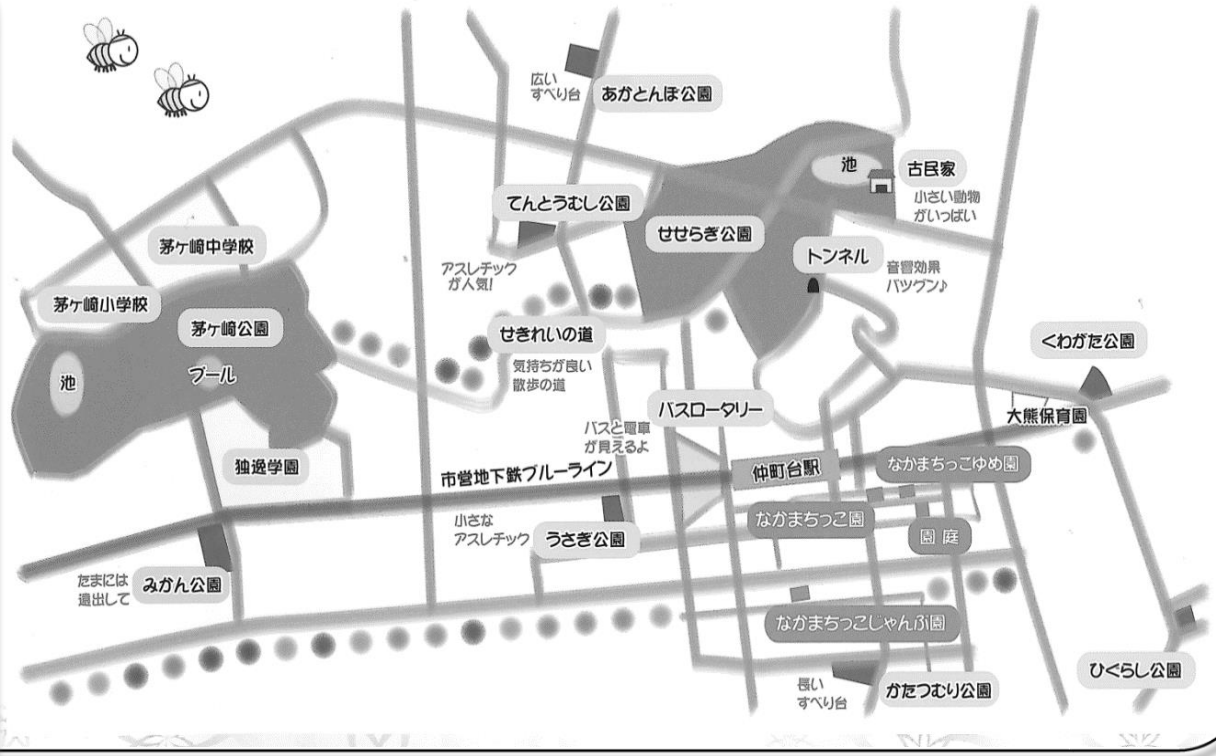 広い
すべり台
あかとんぼ公園
池
古民家
小さい動物
がいっぱい
てんとうむし公園
せせらぎ公園
茅ヶ崎中学校
アスレチック
が人気！
トンネル
音響効果
バツグン♪
茅ヶ崎小学校
茅ヶ崎公園
せきれいの道
気持ちが良い
散歩の道
くわがた公園
池
プール
バスロータリー
大熊保育園
バスと電車
が見えるよ
独逸学園
市営地下鉄ブルーライン
仲町台駅
なかまちっこゆめ園
小さな
アスレチック
うさぎ公園
なかまちっこ園
園庭
たまには
遠出して
みかん公園
なかまちっこじゃんぷ園
長い
すべり台
かたつむり公園
ひぐらし公園